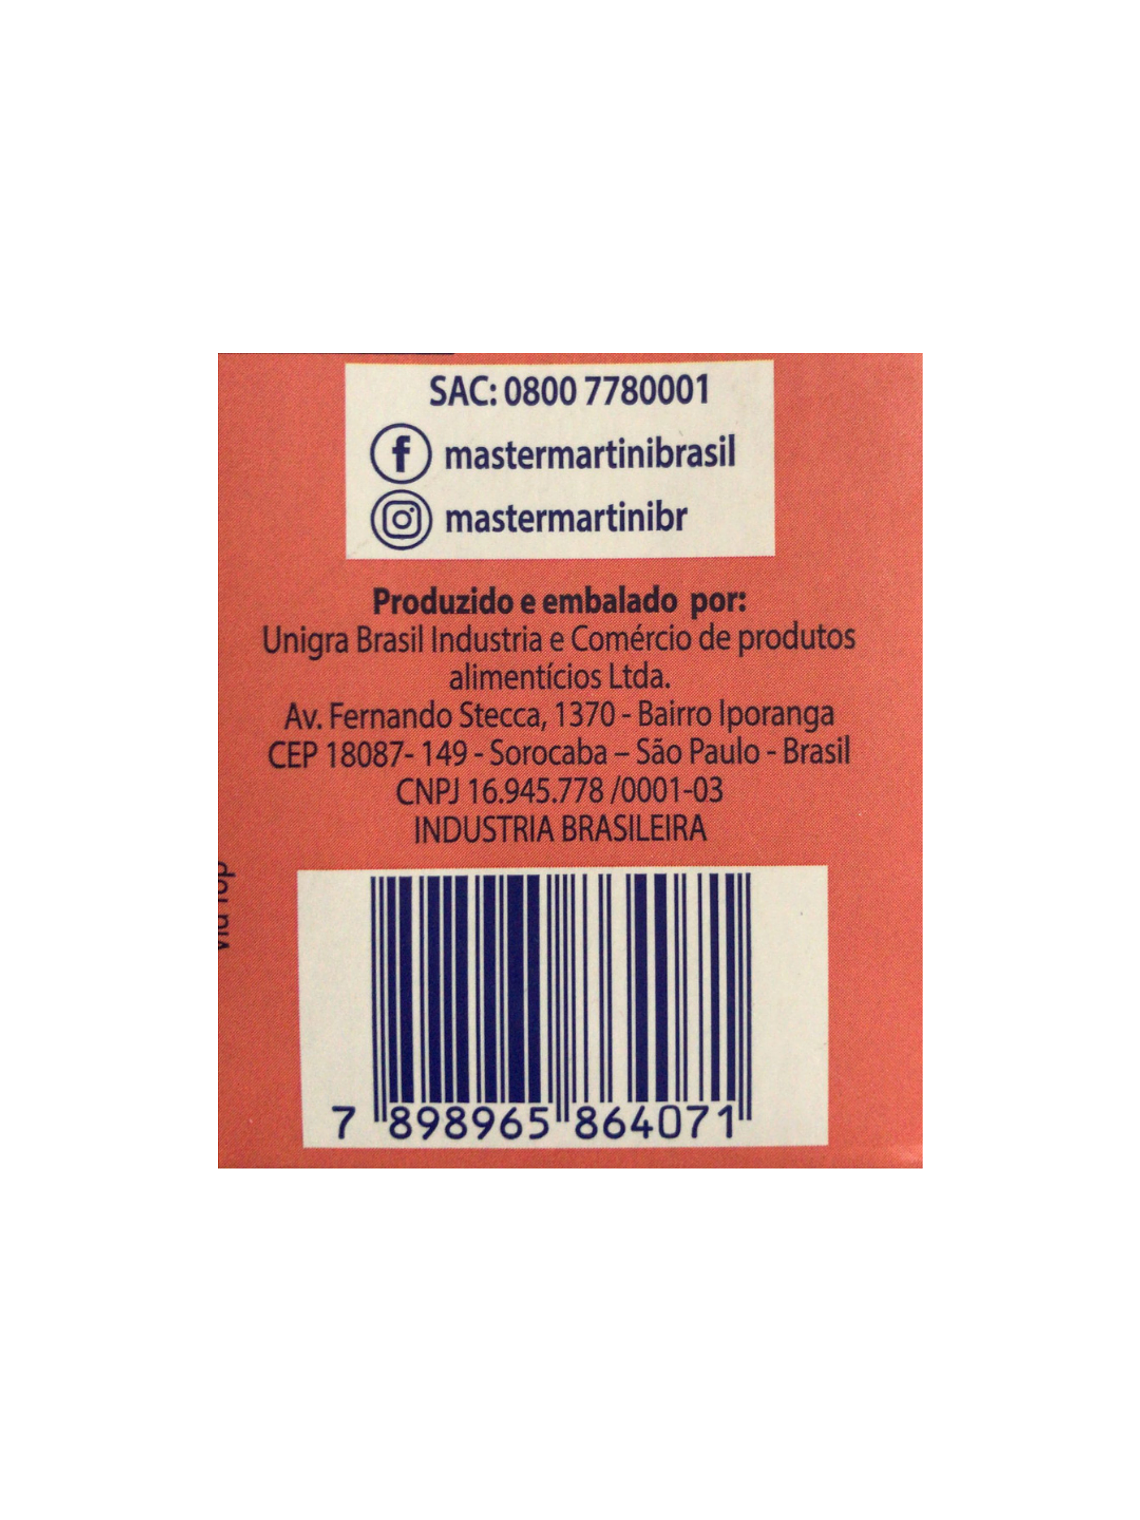 SAC: 0800 7780001
mastermartinibrasil
mastermartinibr
Produzido e embalado por:
Unigra Brasil Industria e Comércio de produtos
alimentícios Ltda.
Av. Fernando Stecca, 1370 - Bairro Iporanga
CEP 18087- 149 - Sorocaba – São Paulo - Brasil
CNPJ 16.945.778 /0001-03
INDUSTRIA BRASILEIRA
7 898965 864071